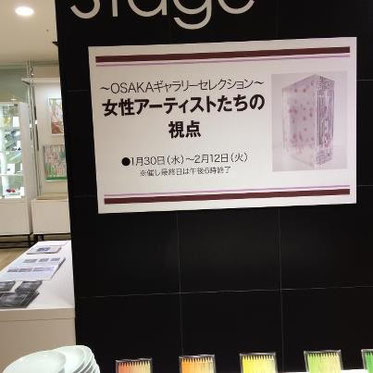 Stage
～OSAKAギャラリーセレクション～
女性アーティストたちの
視点
●1月30日(水)～2月12日(火)
※催し最終日は午後6時終了